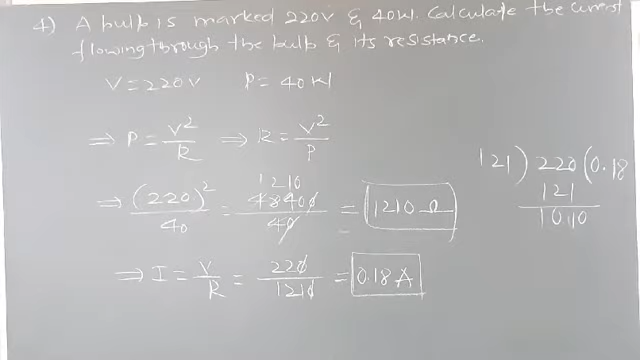 4) A bulb is marked 220V & 40W. Calculate the current
flowing through the bulb & its resistance.
V = 220V P = 40W
⇒ P = V²/R ⇒ R = V²/P
⇒ (220)²/40 = 48400/40 = 1210 Ω
1210
⇒ I = V/R = 220/1210 = 0.18 A
121) 220 (0.18
121
1010